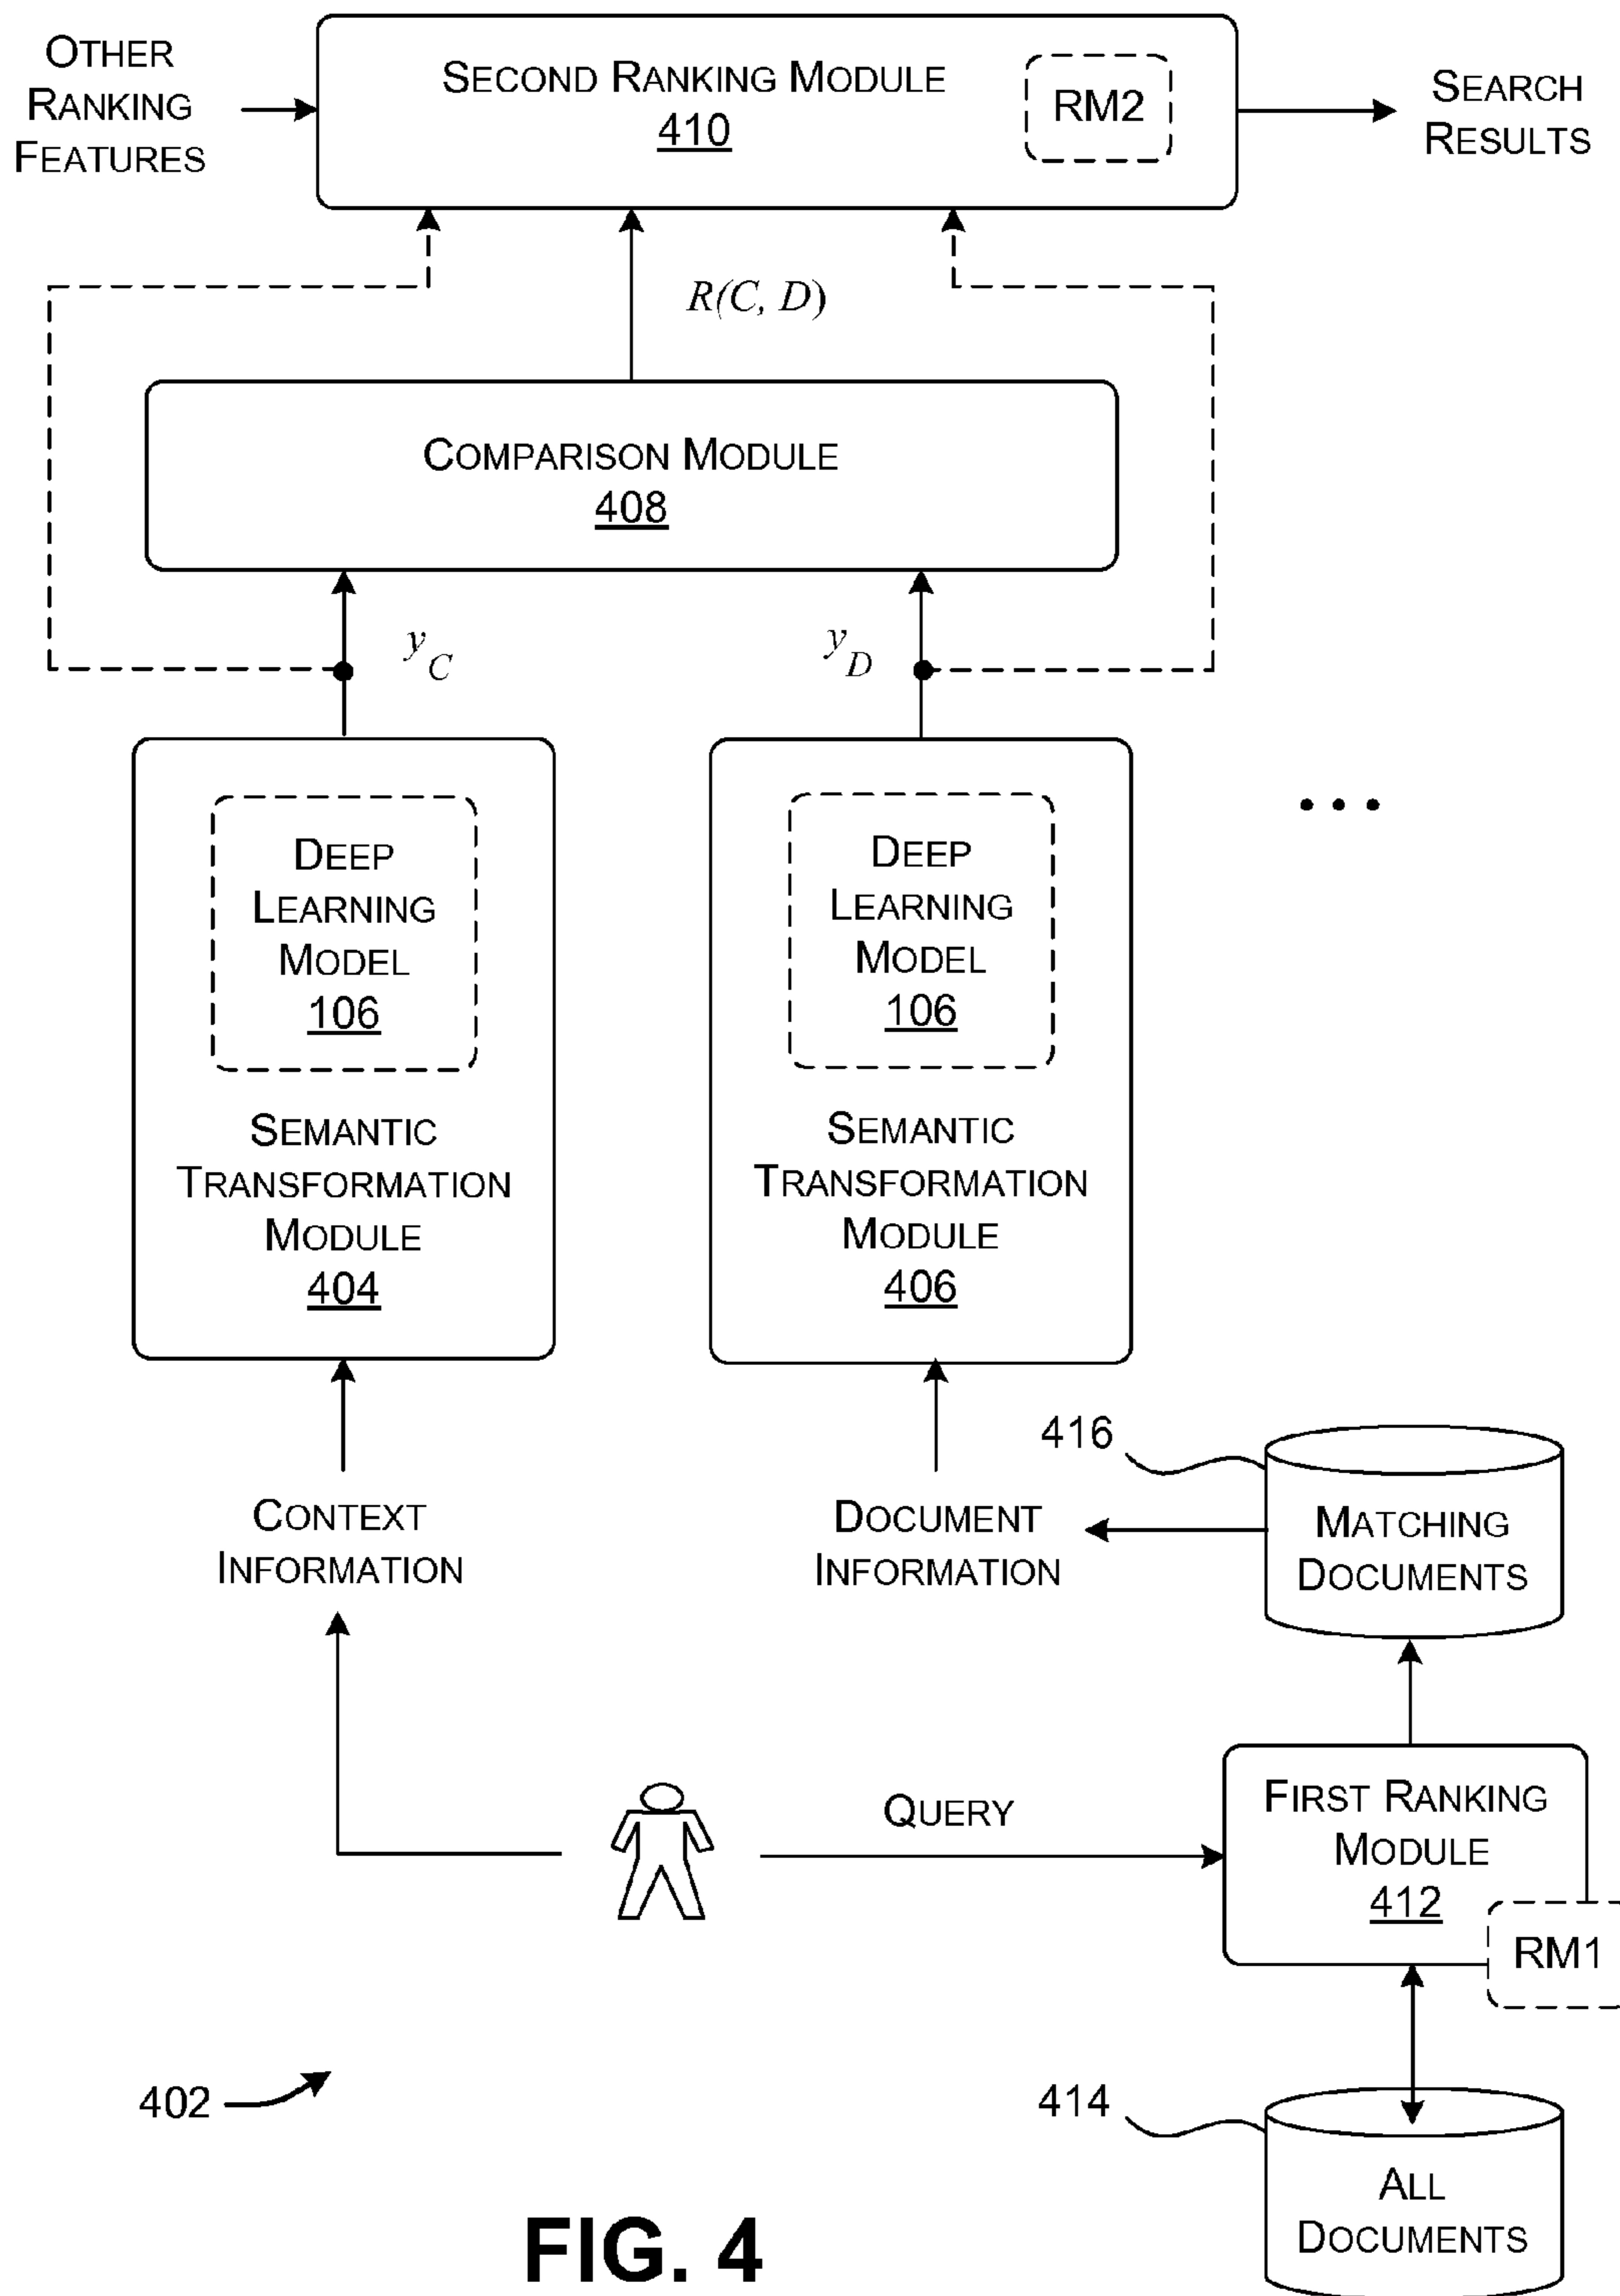 OTHER
RANKING
FEATURES
SECOND RANKING MODULE
410
RM2
SEARCH
RESULTS
R(C, D)
COMPARISON MODULE
408
y C
y D
DEEP
LEARNING
MODEL
106
SEMANTIC
TRANSFORMATION
MODULE
404
DEEP
LEARNING
MODEL
106
SEMANTIC
TRANSFORMATION
MODULE
406
• • •
CONTEXT
INFORMATION
DOCUMENT
INFORMATION
416
MATCHING
DOCUMENTS
QUERY
FIRST RANKING
MODULE
412
RM1
402
414
ALL
DOCUMENTS
FIG. 4